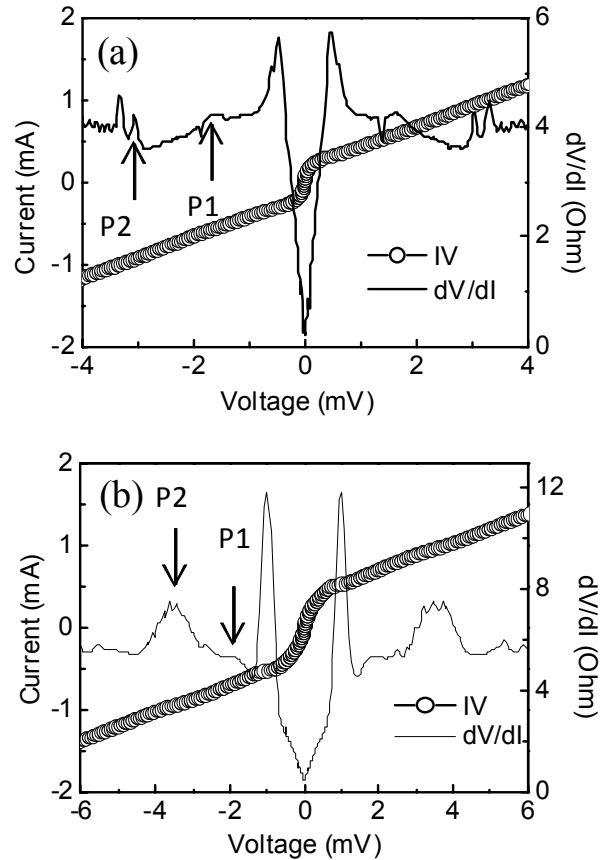 (a)
2
1
0
-1
-2
Current (mA)
6
4
2
0
dV/dI (Ohm)
P2
P1
IV
dV/dI
-4 -2 0 2 4
Voltage (mV)
(b)
2
1
0
-1
-2
Current (mA)
12
8
4
0
dV/dI (Ohm)
P2
P1
IV
dV/dI
-6 -4 -2 0 2 4 6
Voltage (mV)